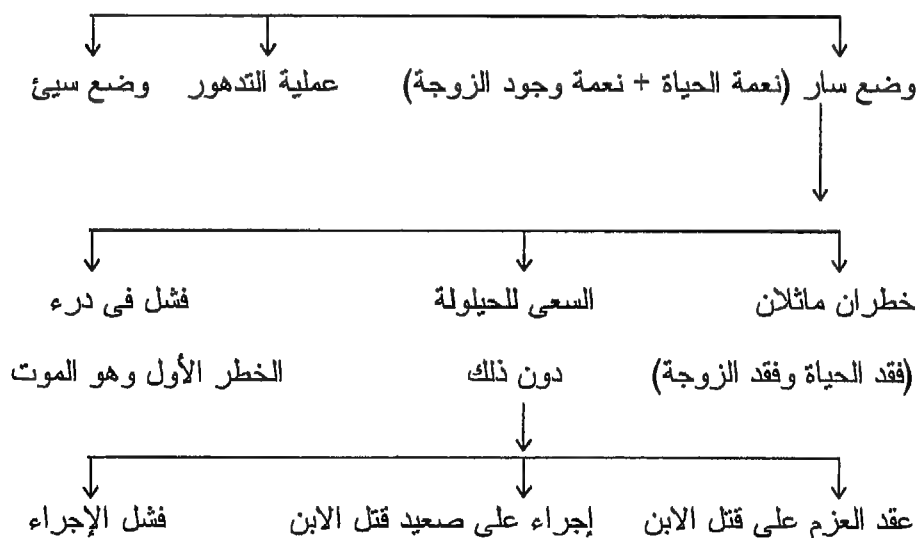 وضع سار (نعمة الحياة + نعمة وجود الزوجة) عملية التدهور وضع سيئ
خطران ماثلان السعى للحيلولة فشل فى درء
(فقد الحياة وفقد الزوجة) دون ذلك الخطر الأول وهو الموت
عقد العزم على قتل الابن إجراء على صعيد قتل الابن فشل الإجراء